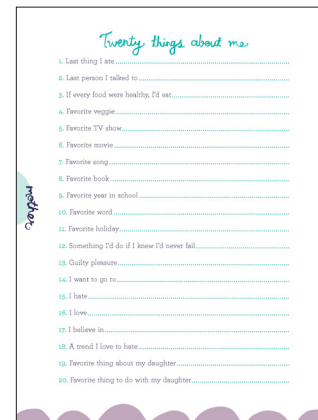 Twenty things about me
1. Last thing I ate
2. Last person I talked to
3. If every food were healthy, I'd eat
4. Favorite veggie
5. Favorite TV show
6. Favorite movie
7. Favorite song
8. Favorite book
9. Favorite year in school
10. Favorite word
11. Favorite holiday
12. Something I'd do if I knew I'd never fail
13. Guilty pleasure
14. I want to go to
15. I hate
16. I love
17. I believe in
18. A trend I love to hate
19. Favorite thing about my daughter
20. Favorite thing to do with my daughter
mother